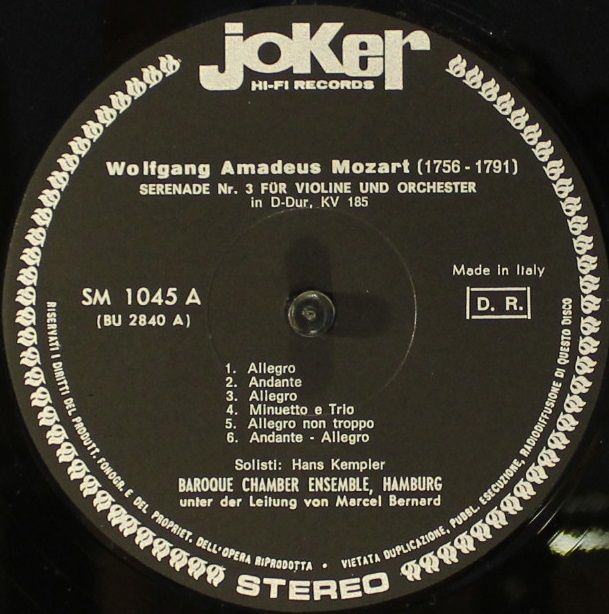 joKer
HI-FI RECORDS
Wolfgang Amadeus Mozart (1756 - 1791)
SERENADE Nr. 3 FÜR VIOLINE UND ORCHESTER
in D-Dur, KV 185
SM 1045 A
(BU 2840 A)
Made in Italy
D. R.
1. Allegro
2. Andante
3. Allegro
4. Minuetto e Trio
5. Allegro non troppo
6. Andante - Allegro
Solisti: Hans Kempler
BAROQUE CHAMBER ENSEMBLE, HAMBURG
unter der Leitung von Marcel Bernard
RISERVATI I DIRITTI DEL PRODUTT. FONOGR. E DEL PROPRIET. DELL'OPERA RIPRODOTTA • VIETATA DUPLICAZIONE, PUBBL. ESECUZIONE, RADIODIFFUSIONE DI QUESTO DISCO
STEREO